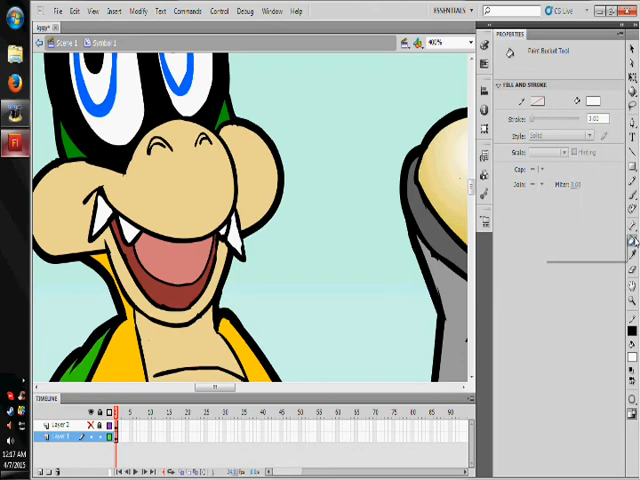 File Edit View Insert Modify Text Commands Control Debug Window Help
ESSENTIALS
CS Live
Scene 1 Symbol 1
400%
PROPERTIES
Paint Bucket Tool
FILL AND STROKE
Stroke:
Style: Solid
Scale: Hinting
Cap:
Join: Miter:
TIMELINE
5 10 15 20 25 30 35 40 45 50 55 60 65 70 75 80 85 90
Layer 2
Layer 1
12:17 AM
4/7/2015